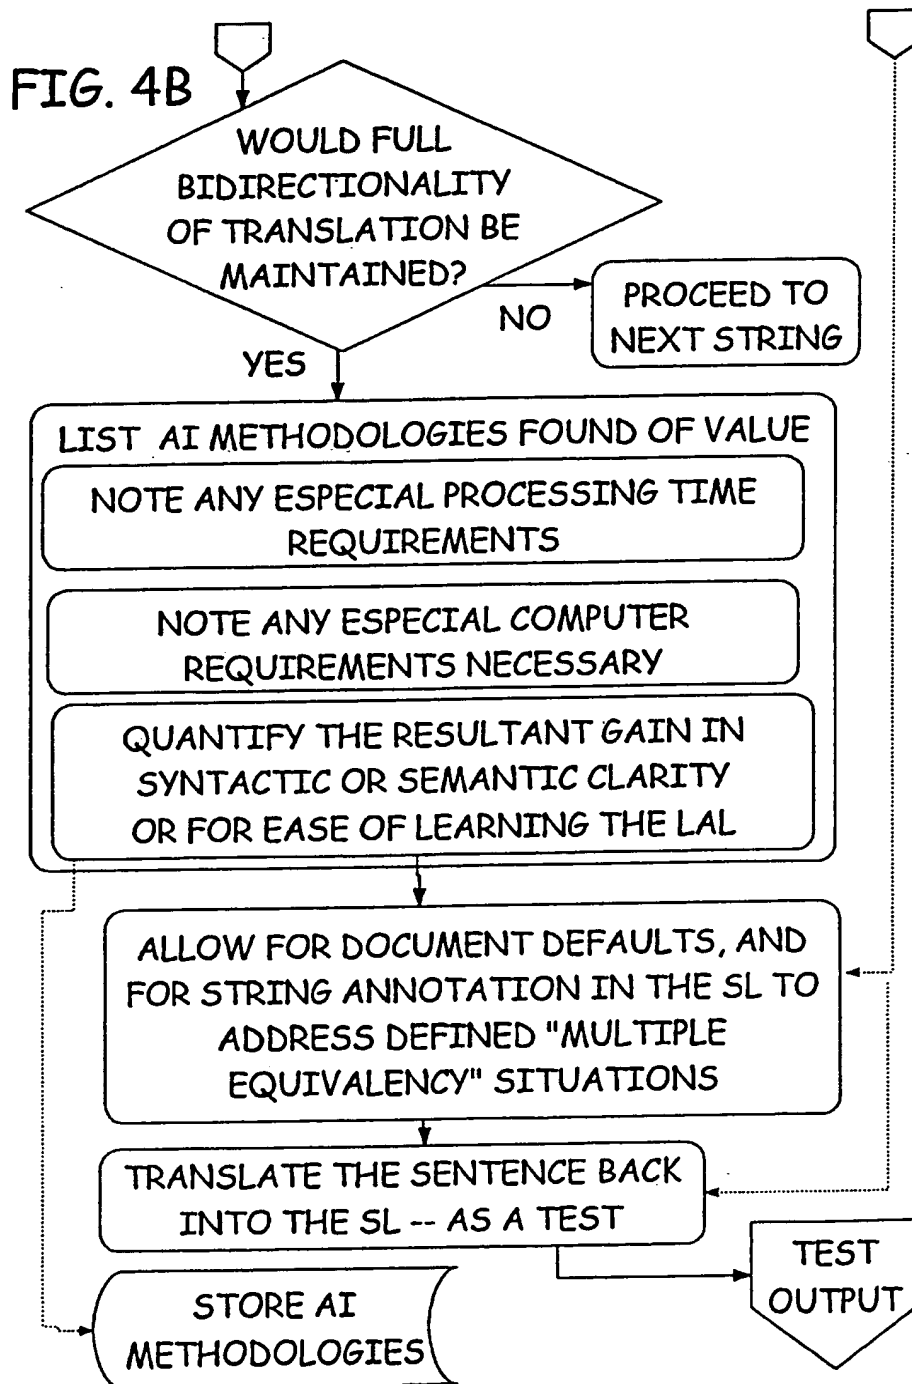 FIG. 4B
WOULD FULL
BIDIRECTIONALITY
OF TRANSLATION BE
MAINTAINED?
NO
PROCEED TO
NEXT STRING
YES
LIST AI METHODOLOGIES FOUND OF VALUE
NOTE ANY ESPECIAL PROCESSING TIME
REQUIREMENTS
NOTE ANY ESPECIAL COMPUTER
REQUIREMENTS NECESSARY
QUANTIFY THE RESULTANT GAIN IN
SYNTACTIC OR SEMANTIC CLARITY
OR FOR EASE OF LEARNING THE LAL
ALLOW FOR DOCUMENT DEFAULTS, AND
FOR STRING ANNOTATION IN THE SL TO
ADDRESS DEFINED "MULTIPLE
EQUIVALENCY" SITUATIONS
TRANSLATE THE SENTENCE BACK
INTO THE SL -- AS A TEST
TEST
OUTPUT
STORE AI
METHODOLOGIES